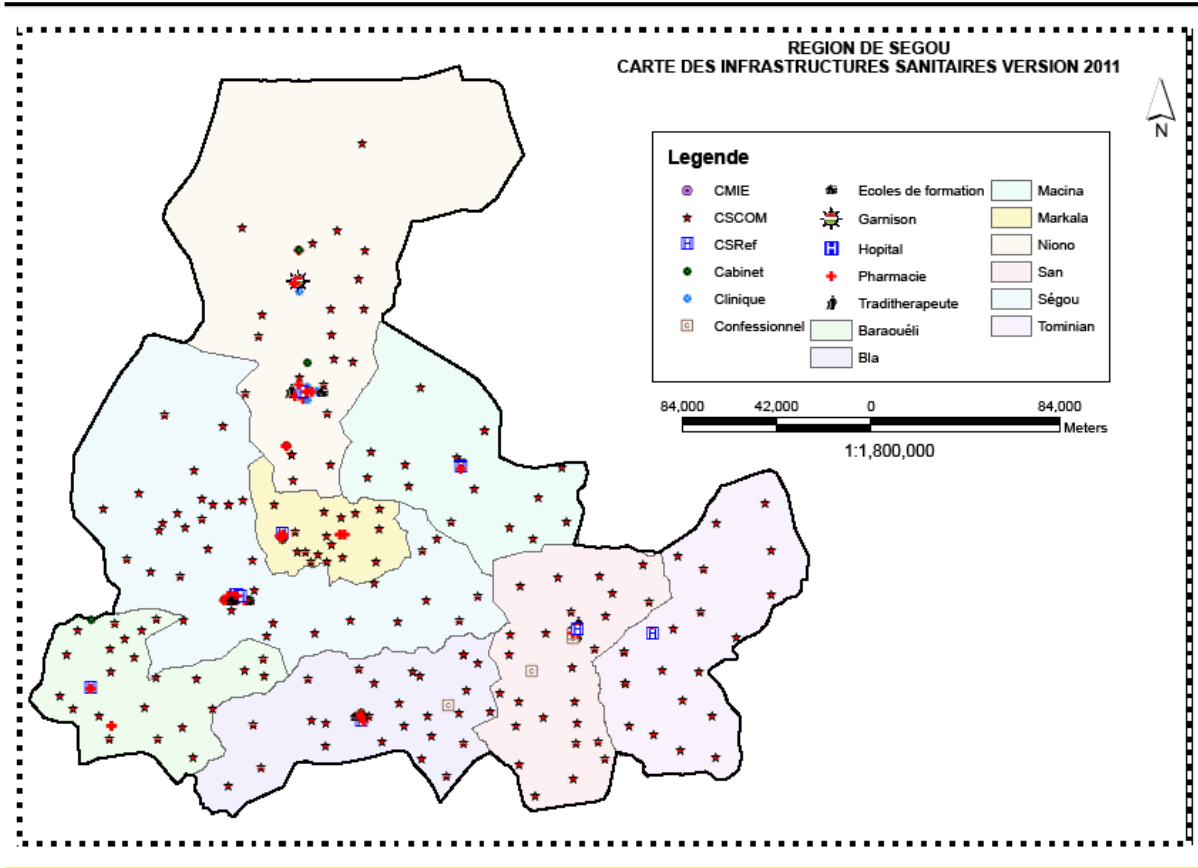 REGION DE SEGOU
CARTE DES INFRASTRUCTURES SANITAIRES VERSION 2011
N
Legende
CMIE
CSCOM
CSRef
Cabinet
Clinique
Confessionnel
Ecoles de formation
Garnison
Hopital
Pharmacie
Traditherapeute
Baraouéli
Bla
Macina
Markala
Niono
San
Ségou
Tominian
84,000 42,000 0 84,000
Meters
1:1,800,000